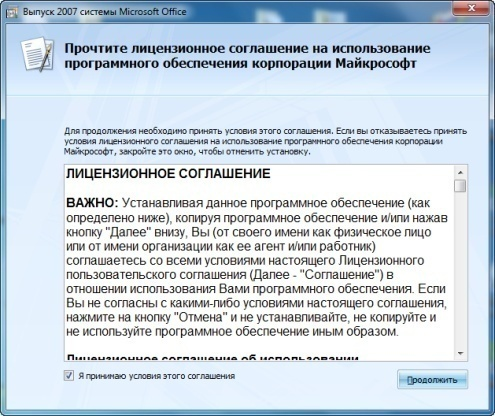 Выпуск 2007 системы Microsoft Office
Прочтите лицензионное соглашение на использование
программного обеспечения корпорации Майкрософт
Для продолжения необходимо принять условия этого соглашения. Если вы отказываетесь принять
условия лицензионного соглашения на использование программного обеспечения корпорации
Майкрософт, закройте это окно, чтобы отменить установку.
ЛИЦЕНЗИОННОЕ СОГЛАШЕНИЕ
ВАЖНО: Устанавливая данное программное обеспечение (как
определено ниже), копируя программное обеспечение и/или нажав
кнопку "Далее" внизу, Вы (от своего имени как физическое лицо
или от имени организации как ее агент и/или работник)
соглашаетесь со всеми условиями настоящего Лицензионного
пользовательского соглашения (Далее - "Соглашение") в
отношении использования Вами программного обеспечения. Если
Вы не согласны с какими-либо условиями настоящего соглашения,
нажмите на кнопку "Отмена" и не устанавливайте, не копируйте и
не используйте программное обеспечение иным образом.
Лицензионное соглашение об использовании
Я принимаю условия этого соглашения
Продолжить